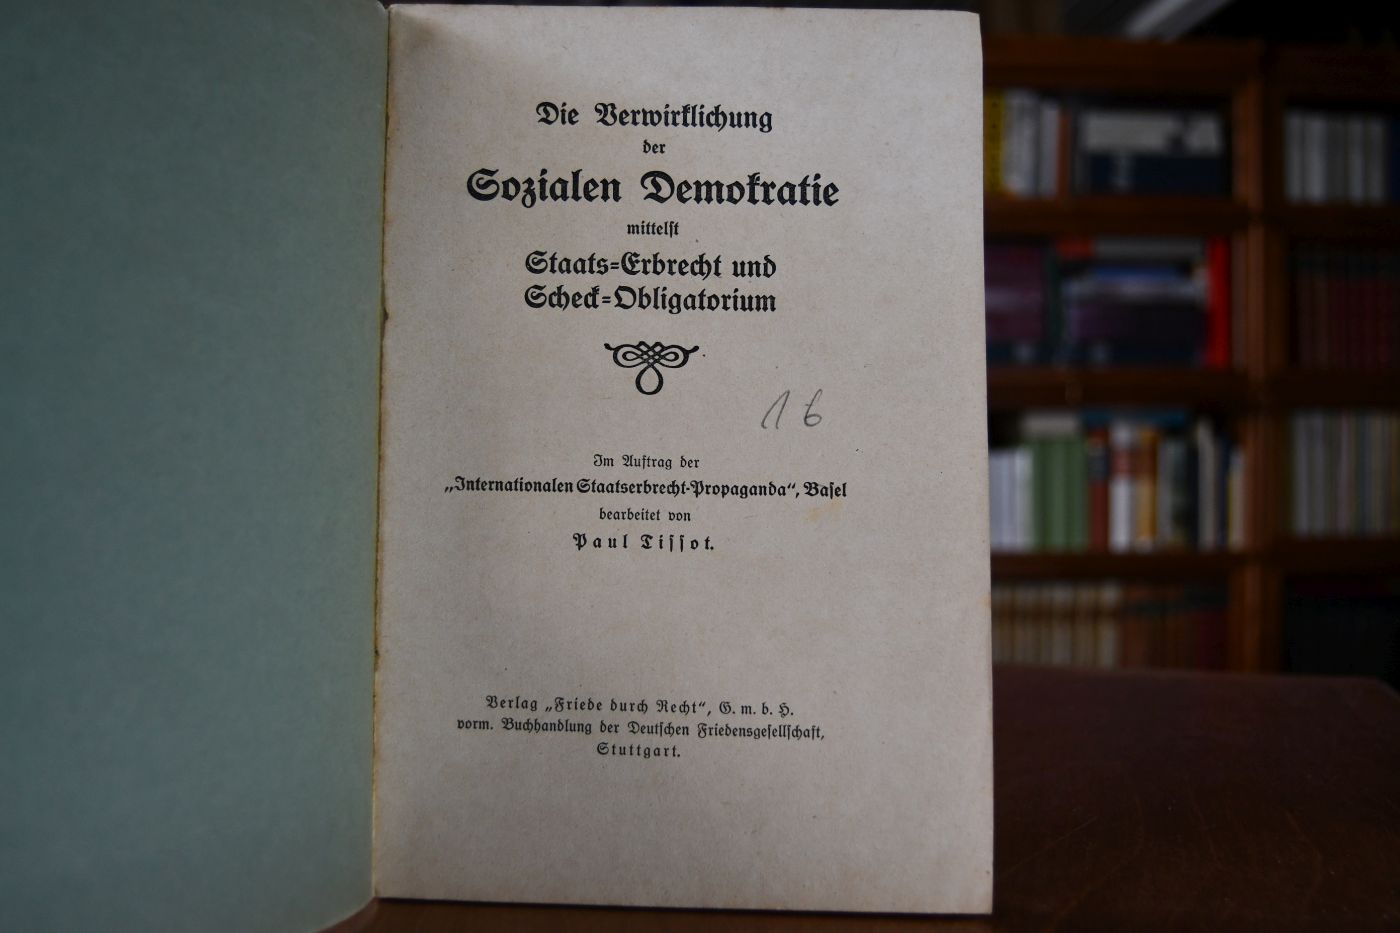 Die Verwirklichung
der
Sozialen Demokratie
mittelst
Staats=Erbrecht und
Scheck=Obligatorium
16
Im Auftrag der
„Internationalen Staatserbrecht-Propaganda“, Basel
bearbeitet von
Paul Tissot.
Verlag „Friede durch Recht“, G. m. b. H.
vorm. Buchhandlung der Deutschen Friedensgesellschaft,
Stuttgart.